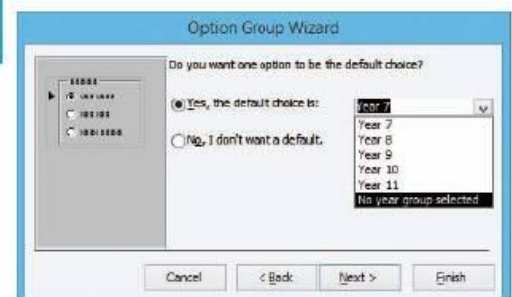 Option Group Wizard
Do you want one option to be the default choice?
Yes, the default choice is:
Year 7
Year 7
Year 8
No, I don't want a default.
Year 9
Year 10
Year 11
No year group selected
Cancel
< Back
Next >
Finish